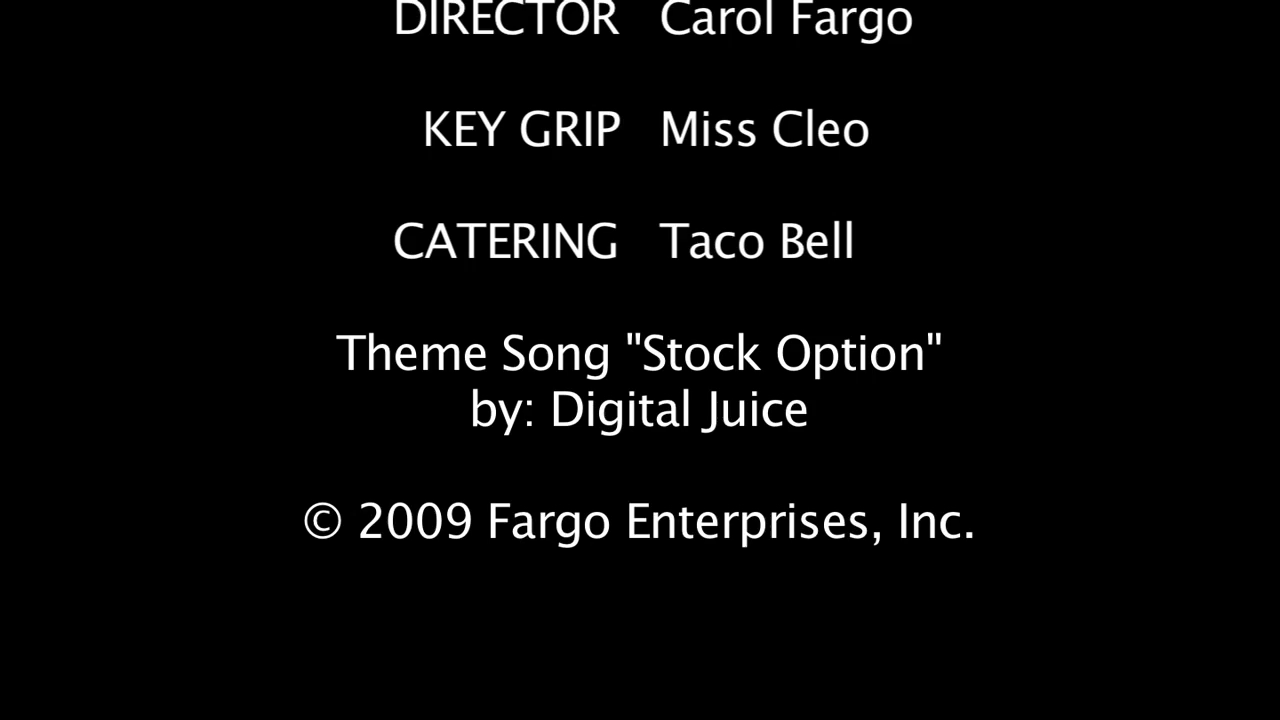 DIRECTOR Carol Fargo
KEY GRIP Miss Cleo
CATERING Taco Bell
Theme Song "Stock Option"
by: Digital Juice
© 2009 Fargo Enterprises, Inc.